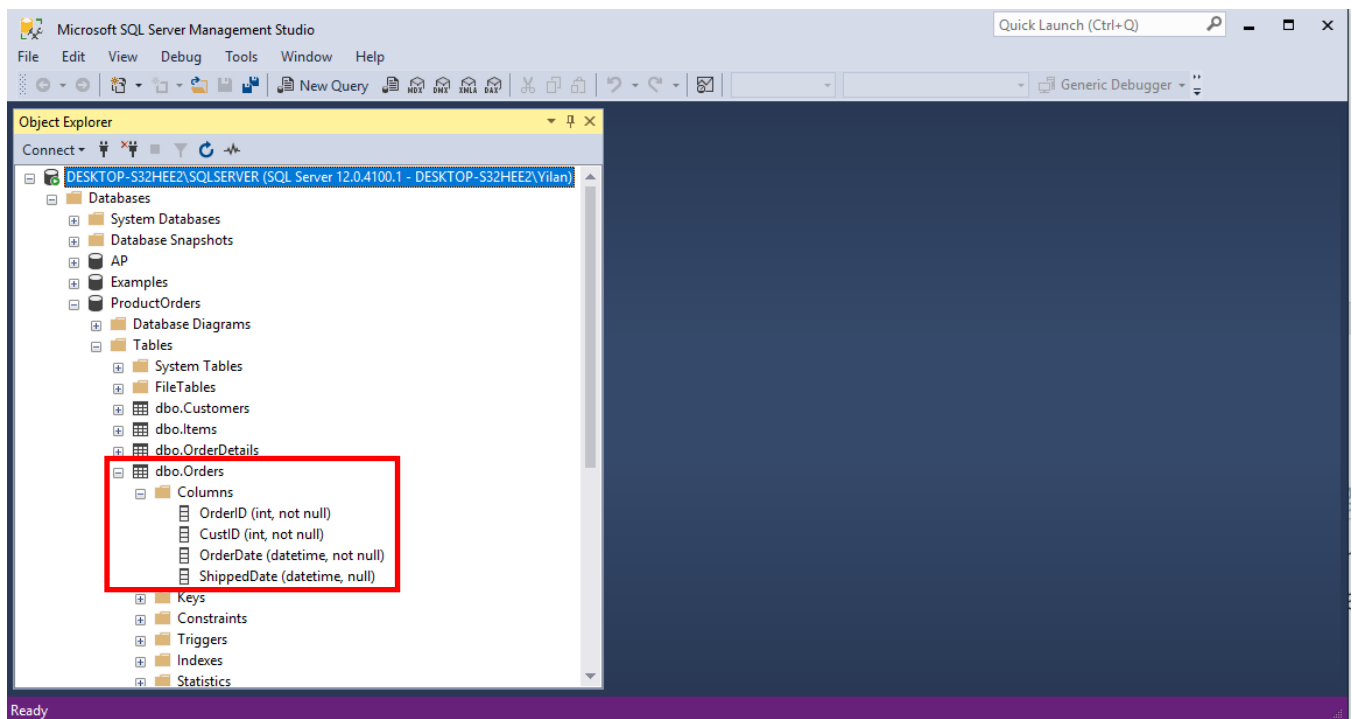 Microsoft SQL Server Management Studio
Quick Launch (Ctrl+Q)
File Edit View Debug Tools Window Help
New Query MDX DMX XMLA DAX Generic Debugger
Object Explorer
Connect
DESKTOP-S32HEE2\SQLSERVER (SQL Server 12.0.4100.1 - DESKTOP-S32HEE2\Yilan)
Databases
System Databases
Database Snapshots
AP
Examples
ProductOrders
Database Diagrams
Tables
System Tables
FileTables
dbo.Customers
dbo.Items
dbo.OrderDetails
dbo.Orders
Columns
OrderID (int, not null)
CustID (int, not null)
OrderDate (datetime, not null)
ShippedDate (datetime, null)
Keys
Constraints
Triggers
Indexes
Statistics
Ready